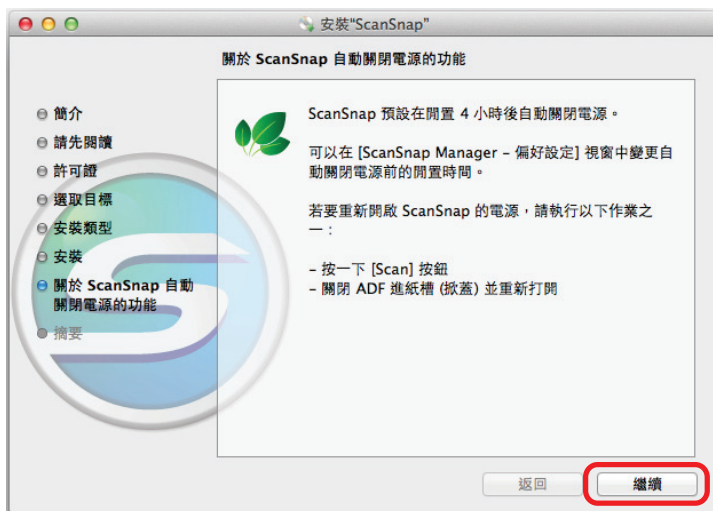 安裝"ScanSnap"
關於 ScanSnap 自動關閉電源的功能
簡介
請先閱讀
許可證
選取目標
安裝類型
安裝
關於 ScanSnap 自動
關閉電源的功能
摘要
ScanSnap 預設在閒置 4 小時後自動關閉電源。
可以在 [ScanSnap Manager – 偏好設定] 視窗中變更自
動關閉電源前的閒置時間。
若要重新開啟 ScanSnap 的電源，請執行以下作業之
一：
– 按一下 [Scan] 按鈕
– 關閉 ADF 進紙槽 (掀蓋) 並重新打開
返回
繼續